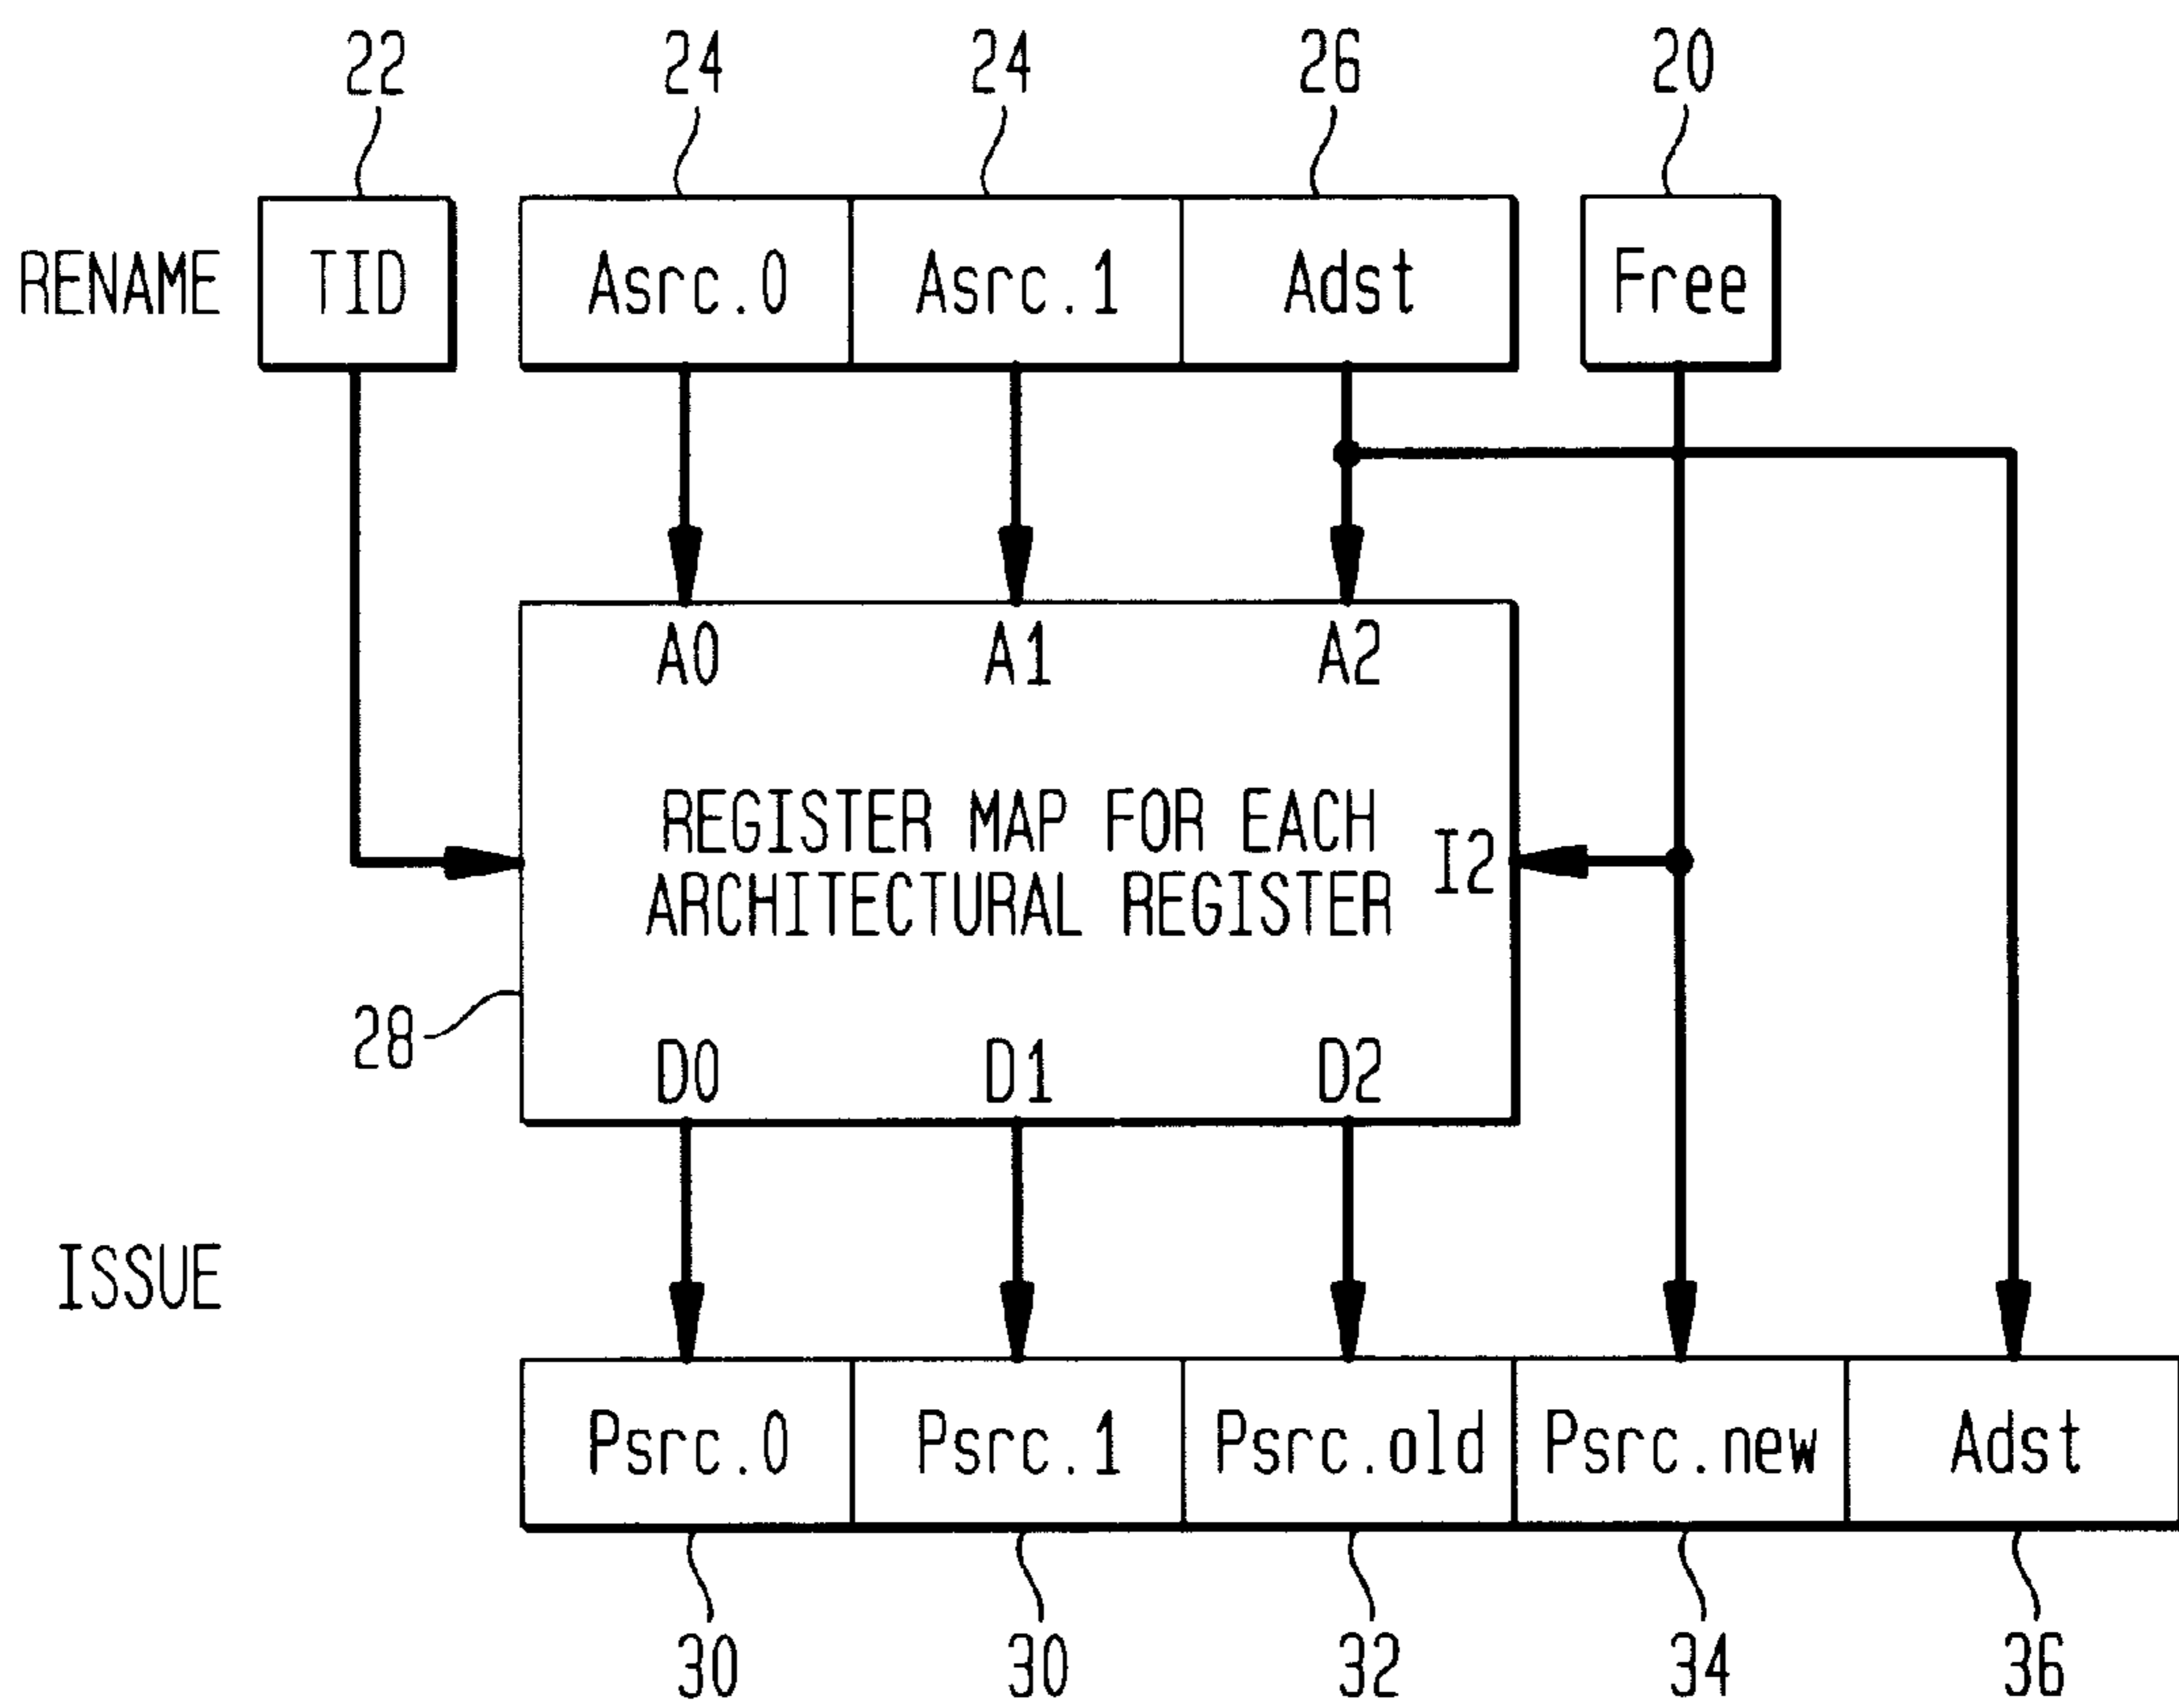 22 24 24 26 20
RENAME TID Asrc.0 Asrc.1 Adst Free
A0 A1 A2
REGISTER MAP FOR EACH
I2
ARCHITECTURAL REGISTER
28
D0 D1 D2
ISSUE
Psrc.0 Psrc.1 Psrc.old Psrc.new Adst
30 30 32 34 36